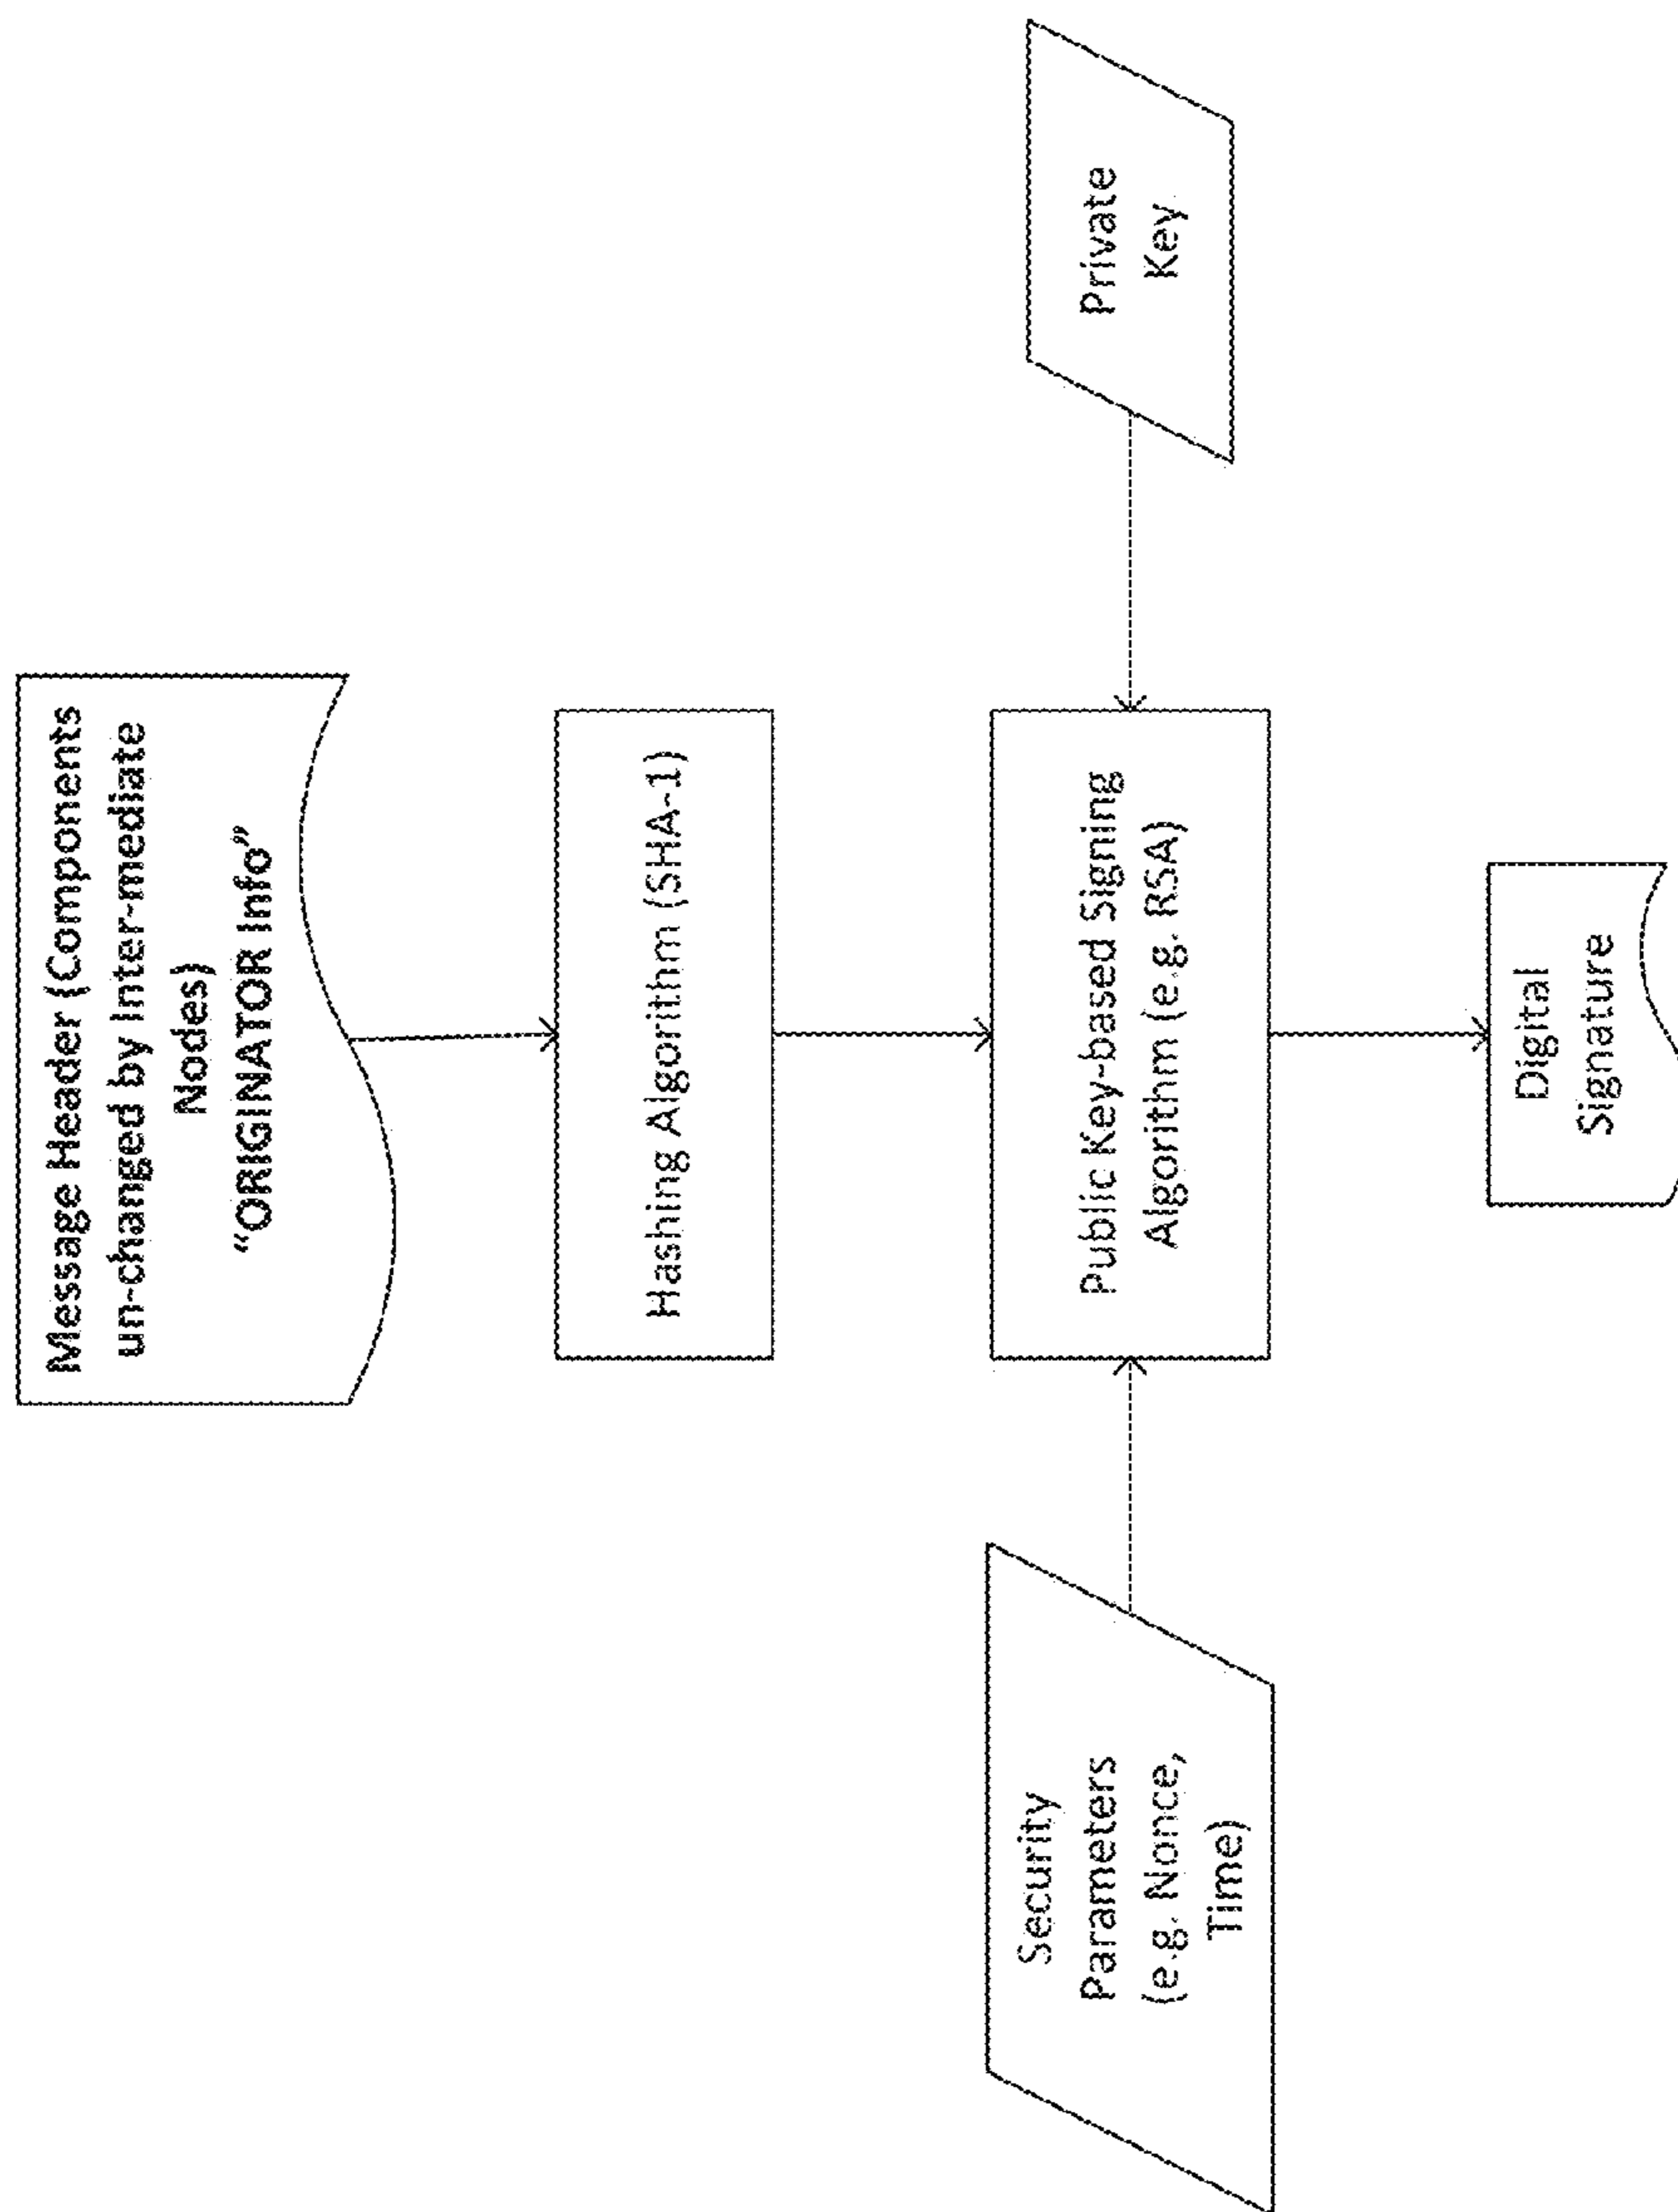 Message Header (Components
un-changed by Inter-mediate
Nodes)
"ORIGINATOR Info"
Hashing Algorithm (SHA-1)
Security
Parameters
(e.g. Nonce,
Time)
Public Key-based Signing
Algorithm (e.g. RSA)
Private
Key
Digital
Signature